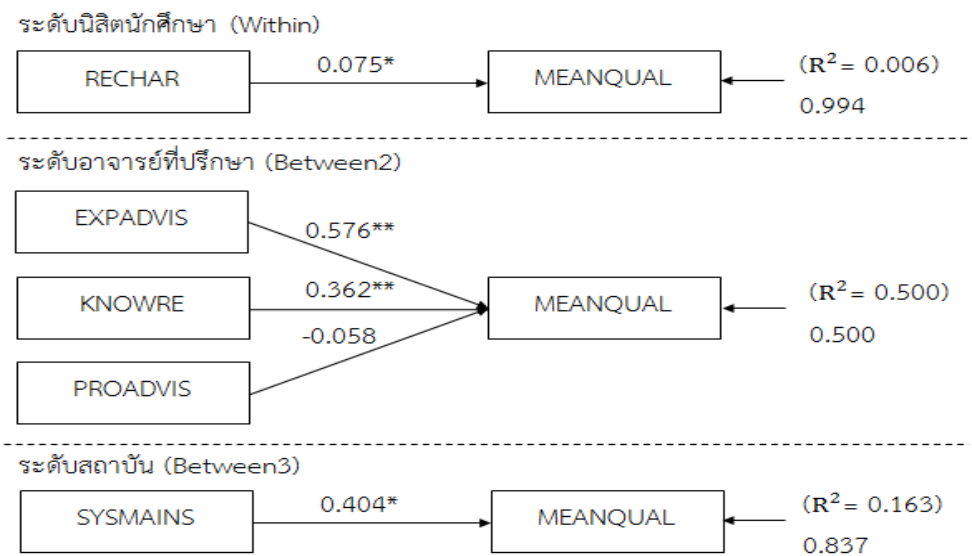 ระดับนิสิตนักศึกษา (Within)
RECHAR
0.075*
MEANQUAL
(R² = 0.006)
0.994
ระดับอาจารย์ที่ปรึกษา (Between2)
EXPADVIS
0.576**
KNOWRE
0.362**
MEANQUAL
(R² = 0.500)
0.500
-0.058
PROADVIS
ระดับสถาบัน (Between3)
SYSMAINS
0.404*
MEANQUAL
(R² = 0.163)
0.837